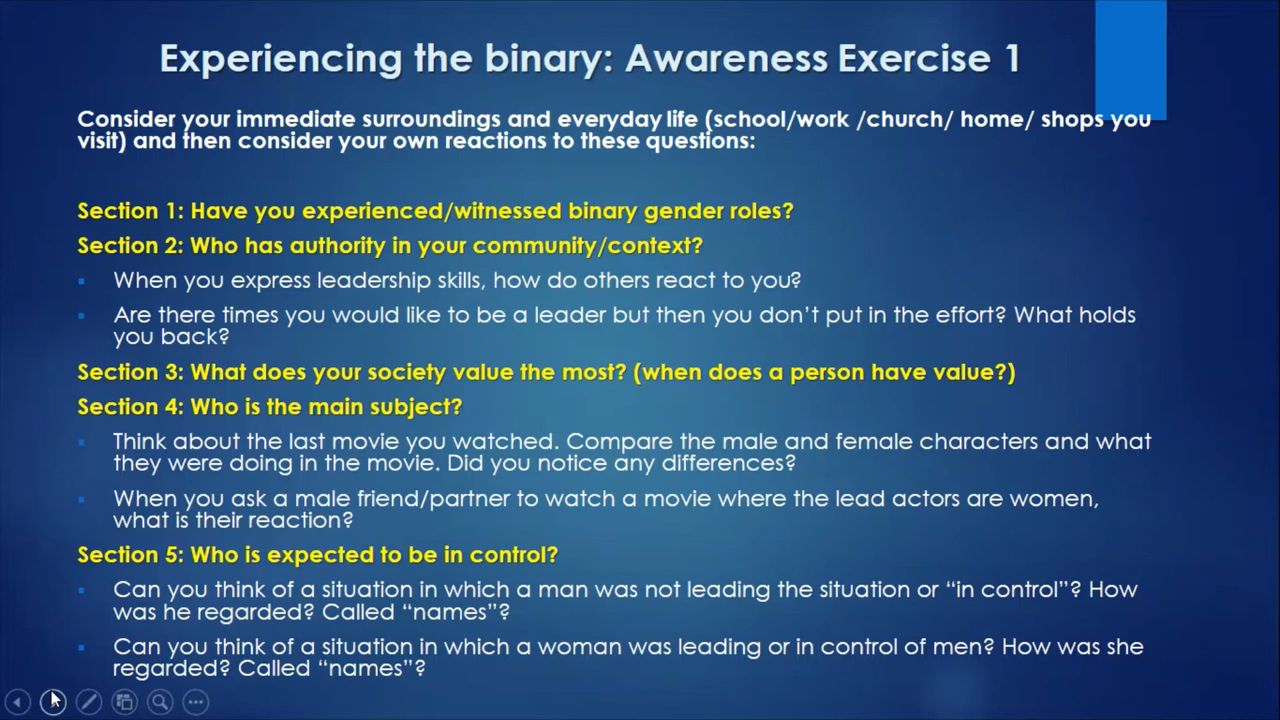 Experiencing the binary: Awareness Exercise 1
Consider your immediate surroundings and everyday life (school/work /church/ home/ shops you
visit) and then consider your own reactions to these questions:
Section 1: Have you experienced/witnessed binary gender roles?
Section 2: Who has authority in your community/context?
▪ When you express leadership skills, how do others react to you?
▪ Are there times you would like to be a leader but then you don’t put in the effort? What holds
you back?
Section 3: What does your society value the most? (when does a person have value?)
Section 4: Who is the main subject?
▪ Think about the last movie you watched. Compare the male and female characters and what
they were doing in the movie. Did you notice any differences?
▪ When you ask a male friend/partner to watch a movie where the lead actors are women,
what is their reaction?
Section 5: Who is expected to be in control?
▪ Can you think of a situation in which a man was not leading the situation or “in control”? How
was he regarded? Called “names”?
▪ Can you think of a situation in which a woman was leading or in control of men? How was she
regarded? Called “names”?